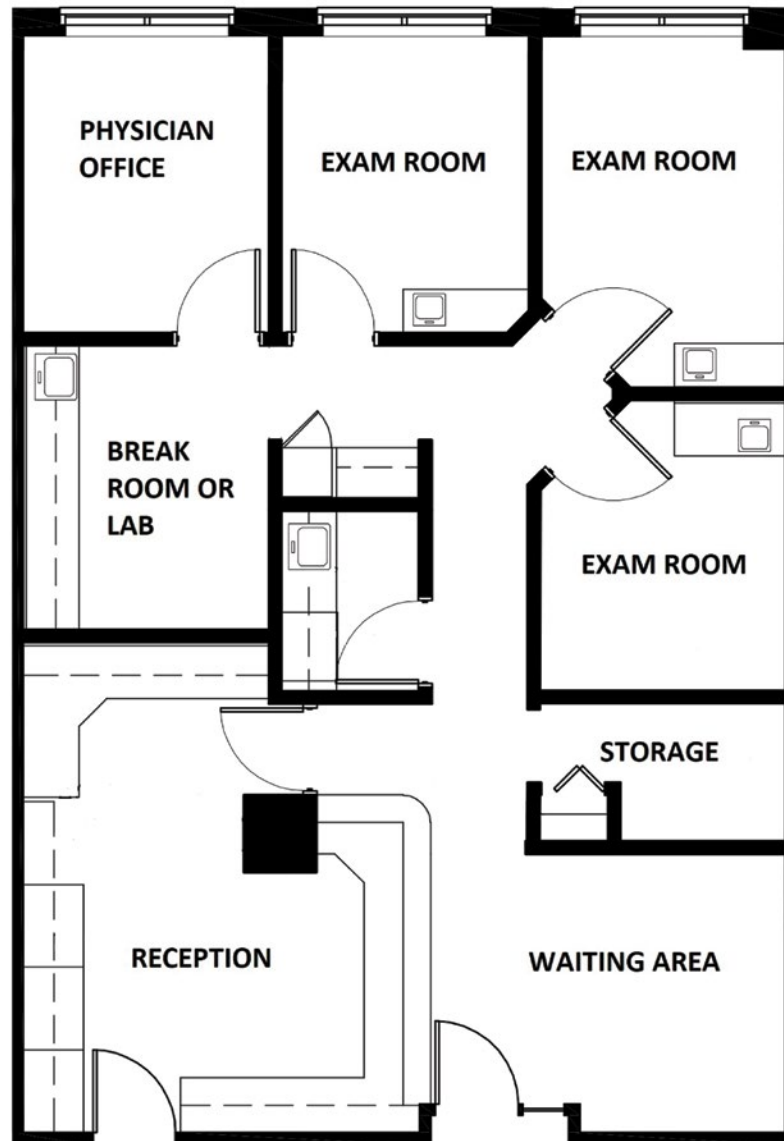 PHYSICIAN
OFFICE
EXAM ROOM
EXAM ROOM
BREAK
ROOM OR
LAB
EXAM ROOM
STORAGE
RECEPTION
WAITING AREA